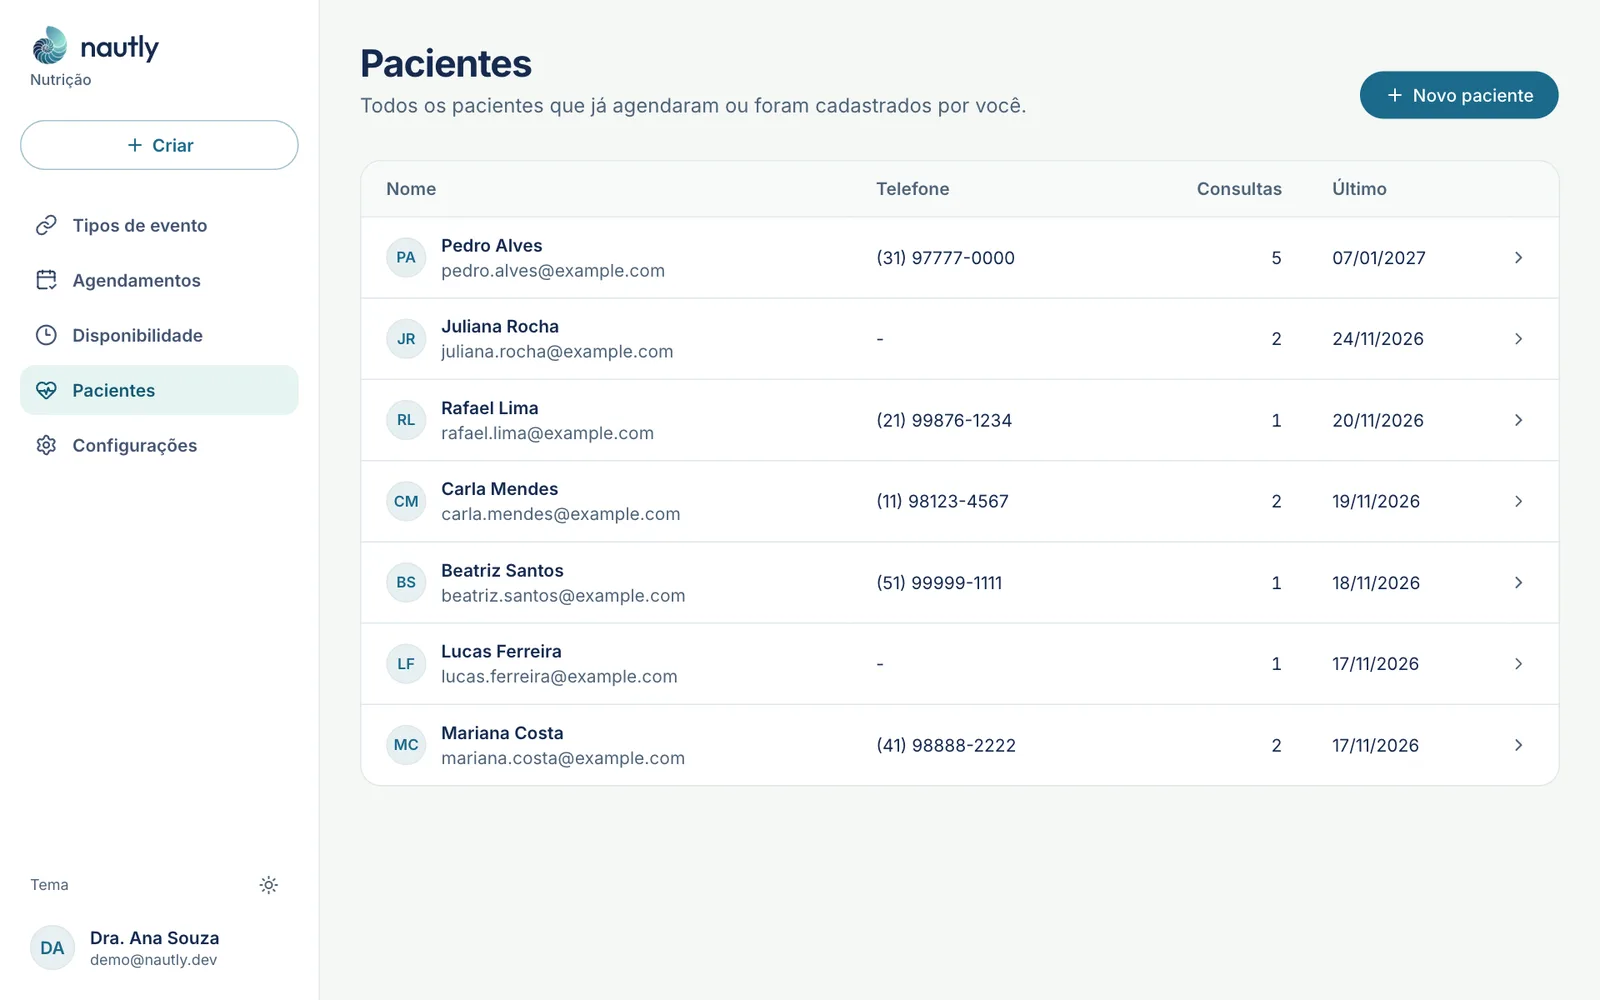 nautly
Nutrição
+ Criar
Tipos de evento
Agendamentos
Disponibilidade
Pacientes
Configurações
Tema
DA
Dra. Ana Souza
demo@nautly.dev
Pacientes
Todos os pacientes que já agendaram ou foram cadastrados por você.
+ Novo paciente
Nome Telefone Consultas Último
PA Pedro Alves
pedro.alves@example.com
(31) 97777-0000 5 07/01/2027
JR Juliana Rocha
juliana.rocha@example.com
- 2 24/11/2026
RL Rafael Lima
rafael.lima@example.com
(21) 99876-1234 1 20/11/2026
CM Carla Mendes
carla.mendes@example.com
(11) 98123-4567 2 19/11/2026
BS Beatriz Santos
beatriz.santos@example.com
(51) 99999-1111 1 18/11/2026
LF Lucas Ferreira
lucas.ferreira@example.com
- 1 17/11/2026
MC Mariana Costa
mariana.costa@example.com
(41) 98888-2222 2 17/11/2026